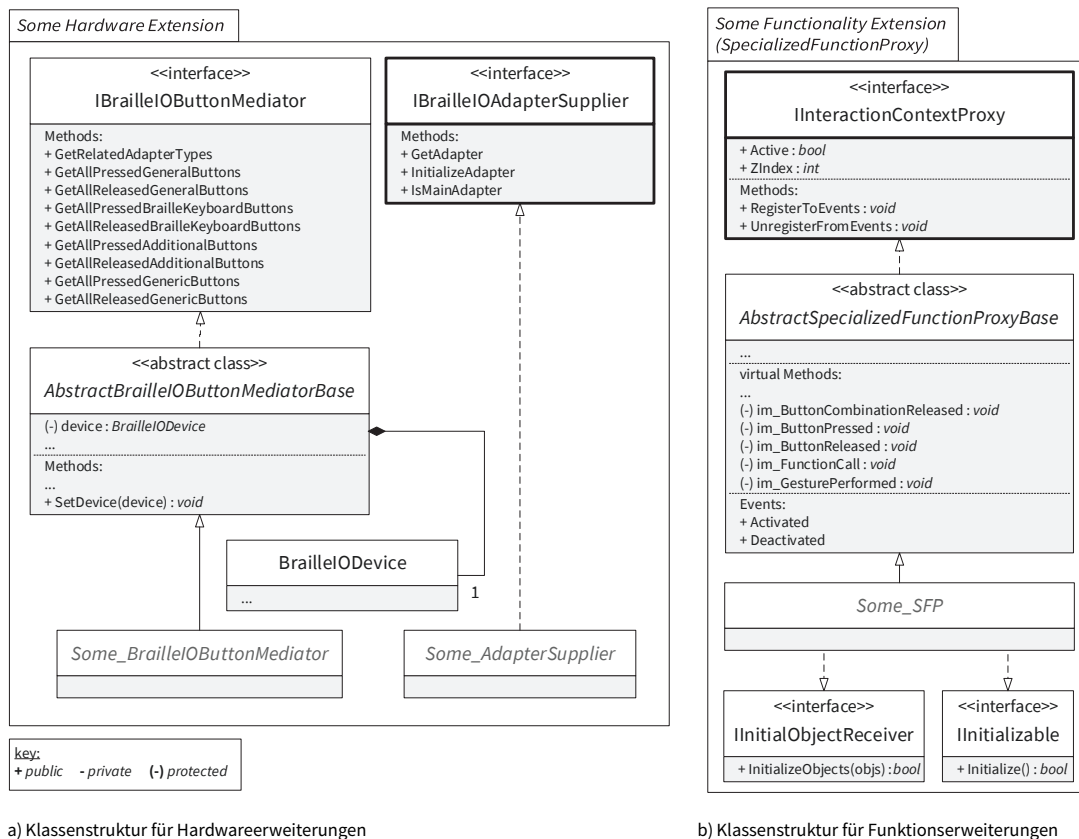 Some Hardware Extension
<<interface>>
IBrailleIOButtonMediator
Methods:
+ GetRelatedAdapterTypes
+ GetAllPressedGeneralButtons
+ GetAllReleasedGeneralButtons
+ GetAllPressedBrailleKeyboardButtons
+ GetAllReleasedBrailleKeyboardButtons
+ GetAllPressedAdditionalButtons
+ GetAllReleasedAdditionalButtons
+ GetAllPressedGenericButtons
+ GetAllReleasedGenericButtons
<<interface>>
IBrailleIOAdapterSupplier
Methods:
+ GetAdapter
+ InitializeAdapter
+ IsMainAdapter
<<abstract class>>
AbstractBrailleIOButtonMediatorBase
(-) device : BrailleIODevice
...
Methods:
...
+ SetDevice(device) : void
BrailleIODevice
...
1
Some_BrailleIOButtonMediator
Some_AdapterSupplier
key:
+ public - private (-) protected
a) Klassenstruktur für Hardwareerweiterungen
Some Functionality Extension
(SpecializedFunctionProxy)
<<interface>>
IInteractionContextProxy
+ Active : bool
+ ZIndex : int
Methods:
+ RegisterToEvents : void
+ UnregisterFromEvents : void
<<abstract class>>
AbstractSpecializedFunctionProxyBase
...
virtual Methods:
...
(-) im_ButtonCombinationReleased : void
(-) im_ButtonPressed : void
(-) im_ButtonReleased : void
(-) im_FunctionCall : void
(-) im_GesturePerformed : void
Events:
+ Activated
+ Deactivated
Some_SFP
<<interface>>
IInitialObjectReceiver
+ InitializeObjects(objs) :bool
<<interface>>
IInitializable
+ Initialize() : bool
b) Klassenstruktur für Funktionserweiterungen